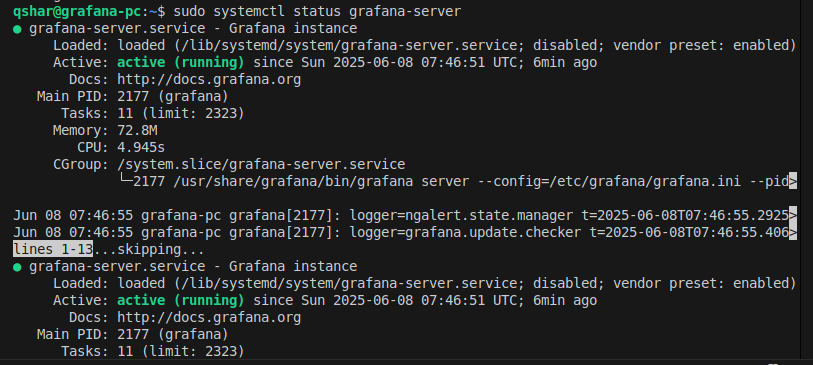 qshar@grafana-pc:~$ sudo systemctl status grafana-server
● grafana-server.service - Grafana instance
     Loaded: loaded (/lib/systemd/system/grafana-server.service; disabled; vendor preset: enabled)
     Active: active (running) since Sun 2025-06-08 07:46:51 UTC; 6min ago
       Docs: http://docs.grafana.org
   Main PID: 2177 (grafana)
      Tasks: 11 (limit: 2323)
     Memory: 72.8M
        CPU: 4.945s
     CGroup: /system.slice/grafana-server.service
             └─2177 /usr/share/grafana/bin/grafana server --config=/etc/grafana/grafana.ini --pid>
Jun 08 07:46:55 grafana-pc grafana[2177]: logger=ngalert.state.manager t=2025-06-08T07:46:55.2925>
Jun 08 07:46:55 grafana-pc grafana[2177]: logger=grafana.update.checker t=2025-06-08T07:46:55.406>
lines 1-13...skipping...
● grafana-server.service - Grafana instance
     Loaded: loaded (/lib/systemd/system/grafana-server.service; disabled; vendor preset: enabled)
     Active: active (running) since Sun 2025-06-08 07:46:51 UTC; 6min ago
       Docs: http://docs.grafana.org
   Main PID: 2177 (grafana)
      Tasks: 11 (limit: 2323)